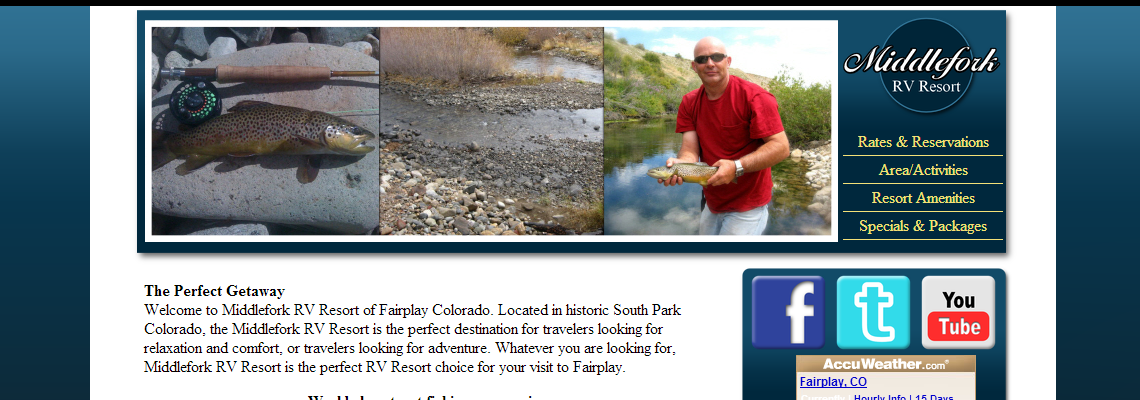 Middlefork
RV Resort
Rates & Reservations
Area/Activities
Resort Amenities
Specials & Packages
The Perfect Getaway
Welcome to Middlefork RV Resort of Fairplay Colorado. Located in historic South Park
Colorado, the Middlefork RV Resort is the perfect destination for travelers looking for
relaxation and comfort, or travelers looking for adventure. Whatever you are looking for,
Middlefork RV Resort is the perfect RV Resort choice for your visit to Fairplay.
f
t
You
Tube
AccuWeather.com®
Fairplay, CO
Currently | Hourly Info | 15 Days